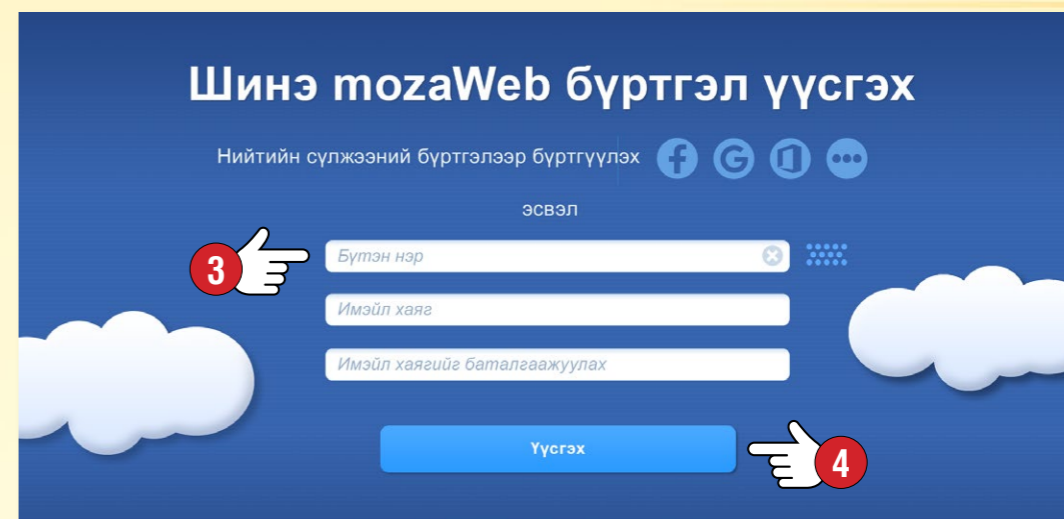 Шинэ mozaWeb бүртгэл үүсгэх
Нийтийн сүлжээний бүртгэлээр бүртгүүлэх
эсвэл
3
Бүтэн нэр
Имэйл хаяг
Имэйл хаягийг баталгаажуулах
Үүсгэх
4